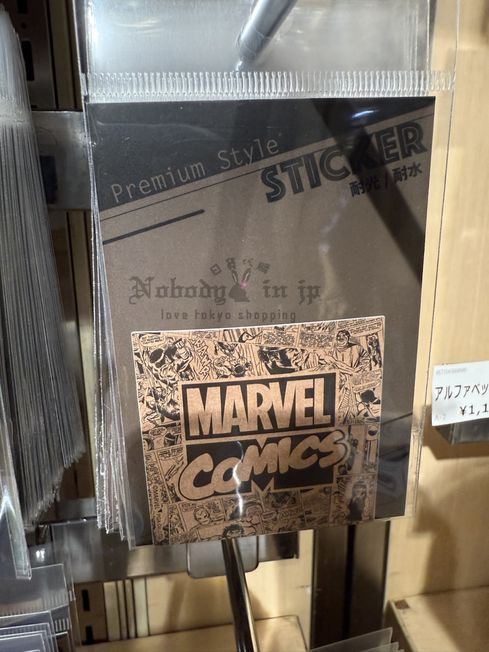 Premium Style
STICKER
耐光 / 耐水
Nobody in jp
love tokyo shopping
MARVEL
COMICS
アルファベッ
¥1,1